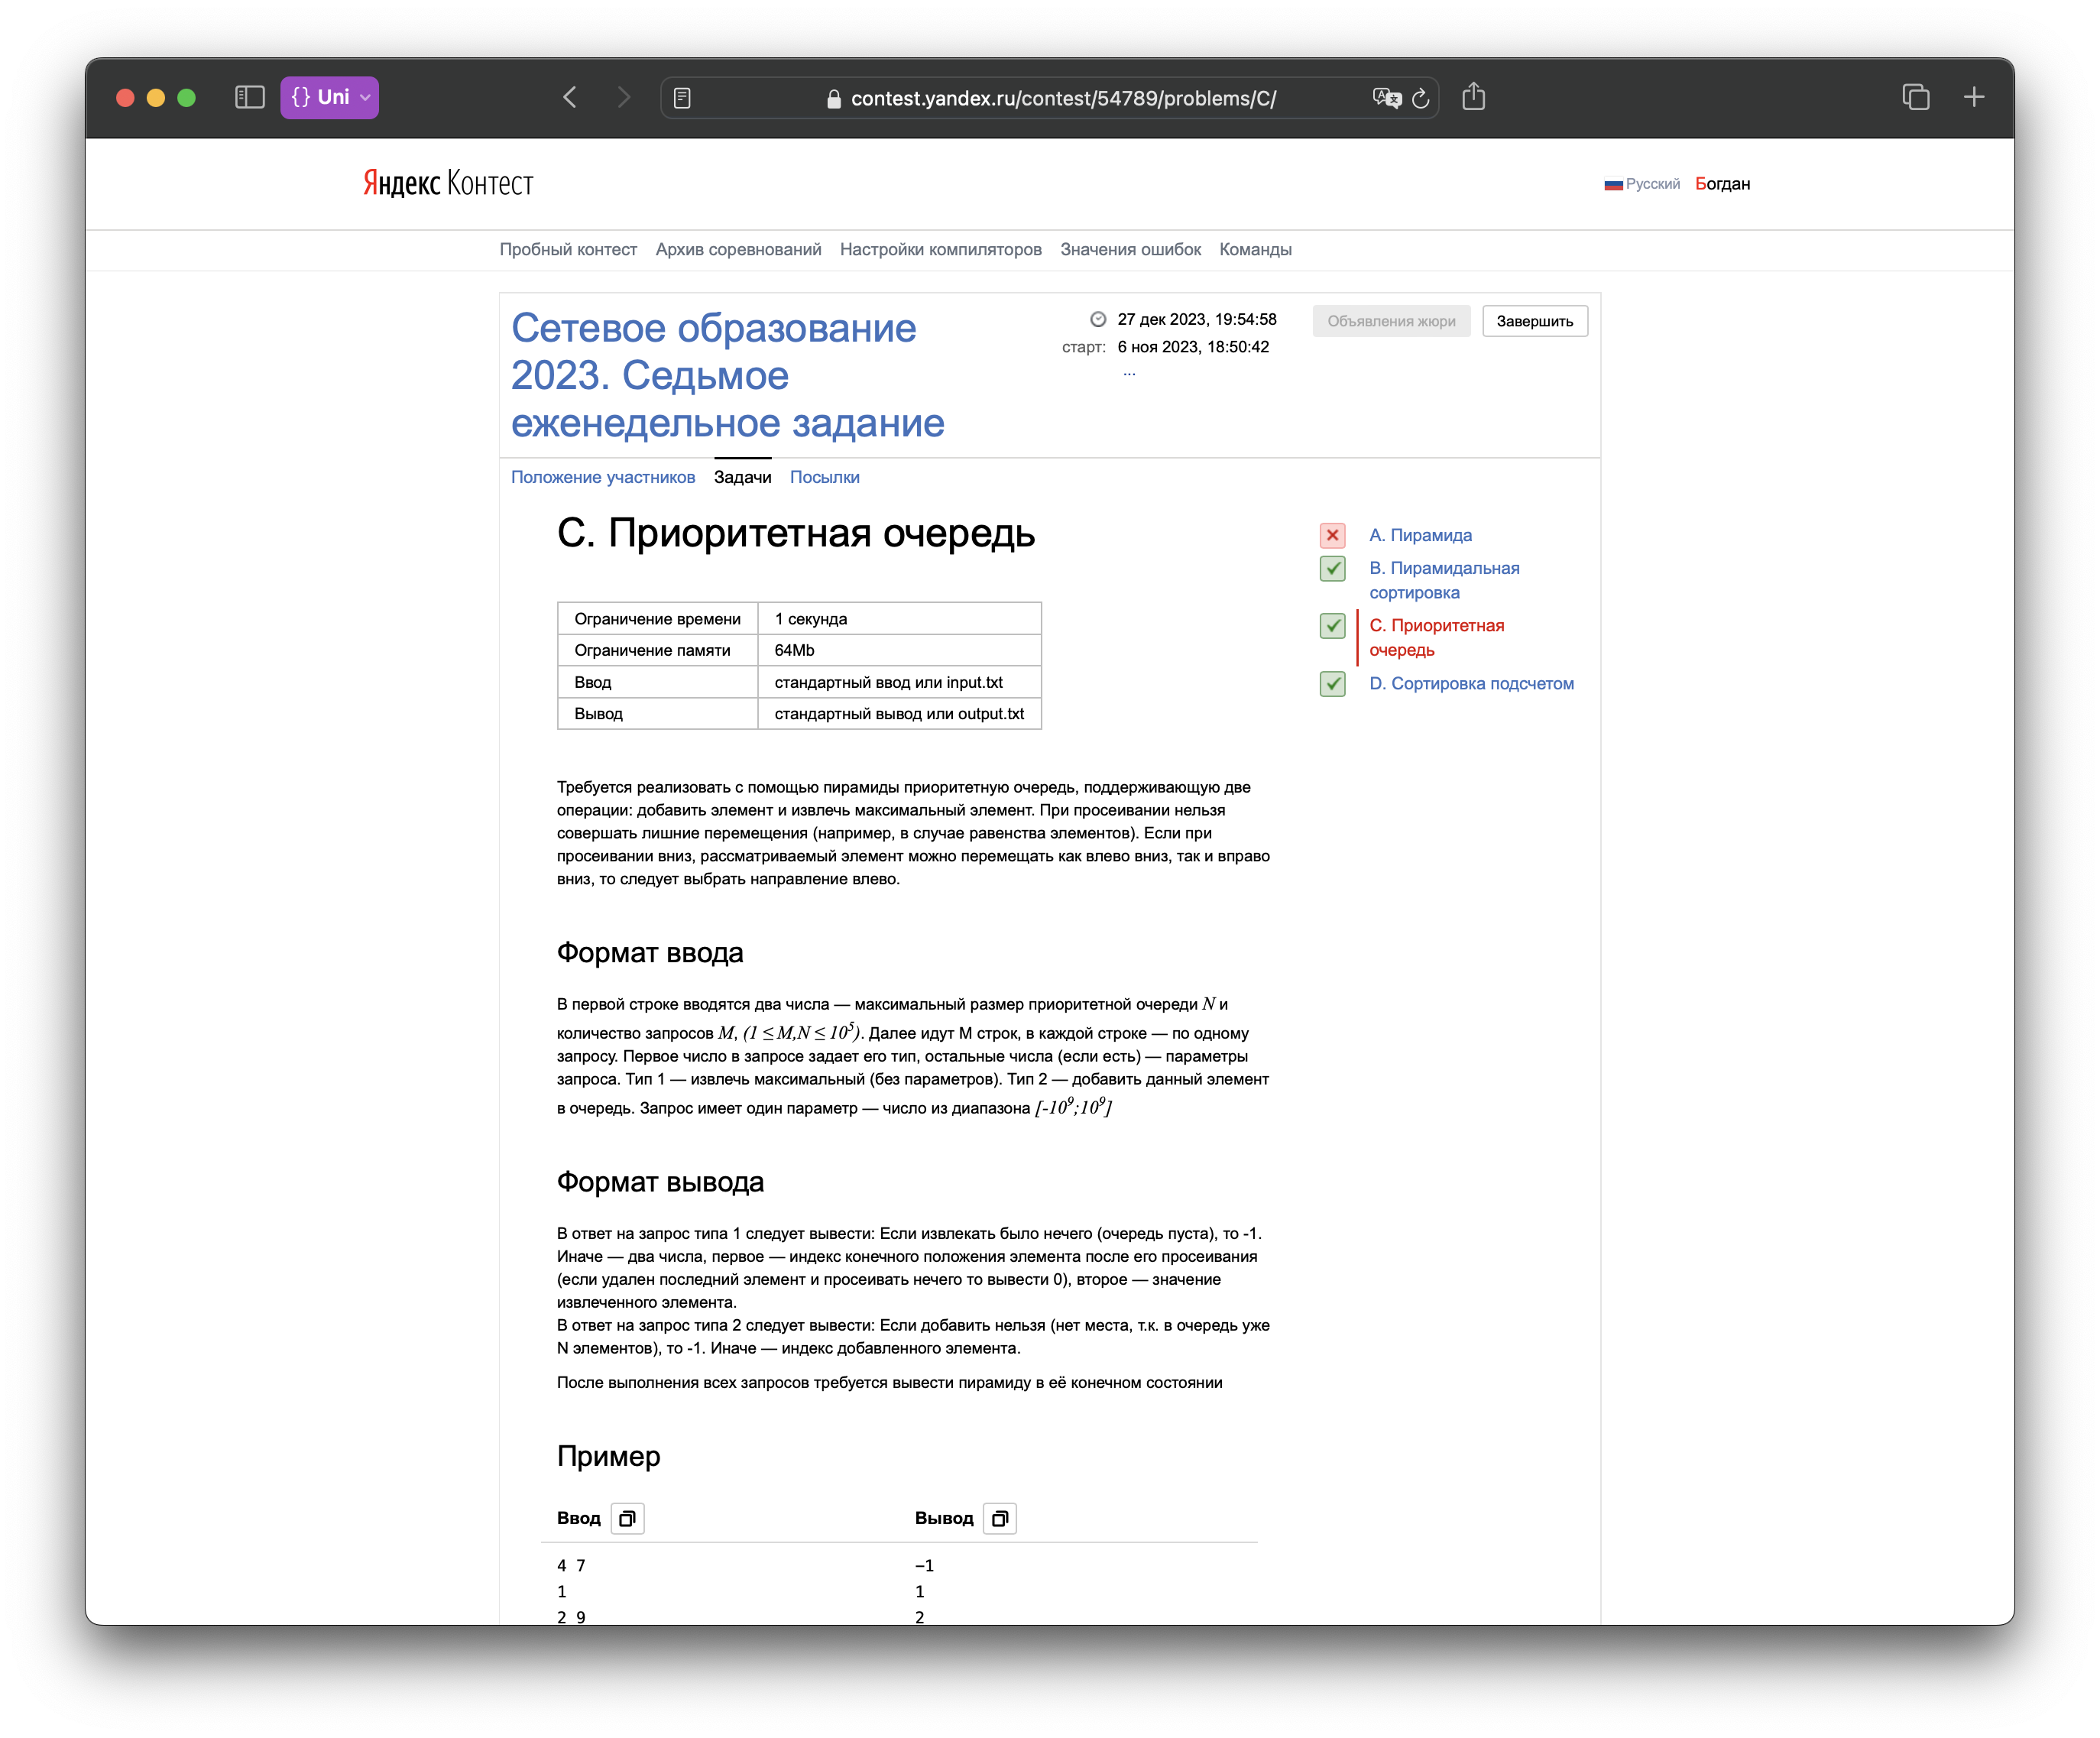 {} Uni
contest.yandex.ru/contest/54789/problems/C/
Яндекс Контест
Русский Богдан
Пробный контест Архив соревнований Настройки компиляторов Значения ошибок Команды
Сетевое образование
2023. Седьмое
еженедельное задание
27 дек 2023, 19:54:58
старт: 6 ноя 2023, 18:50:42
...
Объявления жюри Завершить
Положение участников Задачи Посылки
C. Приоритетная очередь
A. Пирамида
B. Пирамидальная
сортировка
C. Приоритетная
очередь
D. Сортировка подсчетом
Ограничение времени 1 секунда
Ограничение памяти 64Mb
Ввод стандартный ввод или input.txt
Вывод стандартный вывод или output.txt
Требуется реализовать с помощью пирамиды приоритетную очередь, поддерживающую две
операции: добавить элемент и извлечь максимальный элемент. При просеивании нельзя
совершать лишние перемещения (например, в случае равенства элементов). Если при
просеивании вниз, рассматриваемый элемент можно перемещать как влево вниз, так и вправо
вниз, то следует выбрать направление влево.
Формат ввода
В первой строке вводятся два числа — максимальный размер приоритетной очереди N и
количество запросов M, (1 ≤ M,N ≤ 10⁵). Далее идут М строк, в каждой строке — по одному
запросу. Первое число в запросе задает его тип, остальные числа (если есть) — параметры
запроса. Тип 1 — извлечь максимальный (без параметров). Тип 2 — добавить данный элемент
в очередь. Запрос имеет один параметр — число из диапазона [-10⁹;10⁹]
Формат вывода
В ответ на запрос типа 1 следует вывести: Если извлекать было нечего (очередь пуста), то -1.
Иначе — два числа, первое — индекс конечного положения элемента после его просеивания
(если удален последний элемент и просеивать нечего то вывести 0), второе — значение
извлеченного элемента.
В ответ на запрос типа 2 следует вывести: Если добавить нельзя (нет места, т.к. в очередь уже
N элементов), то -1. Иначе — индекс добавленного элемента.
После выполнения всех запросов требуется вывести пирамиду в её конечном состоянии
Пример
Ввод Вывод
4 7 -1
1 1
2 9 2